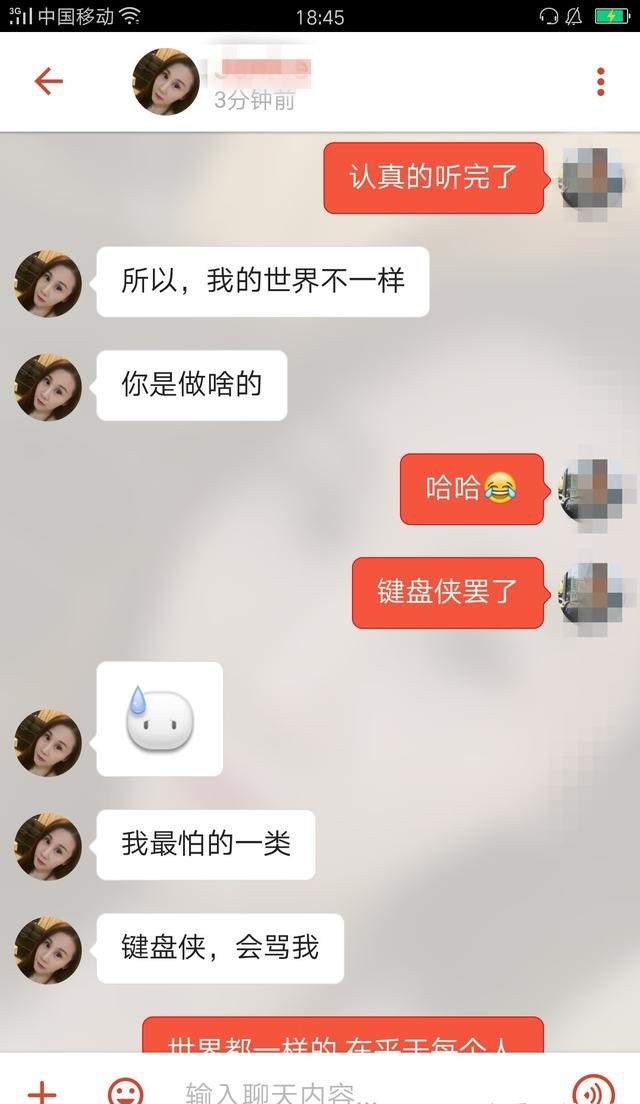 3G 中国移动 18:45
3分钟前
认真的听完了
所以，我的世界不一样
你是做啥的
哈哈😂
键盘侠罢了
我最怕的一类
键盘侠，会骂我
世界都一样的 在乎于每个人
输入聊天内容...